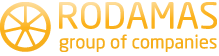 RODAMAS
group of companies